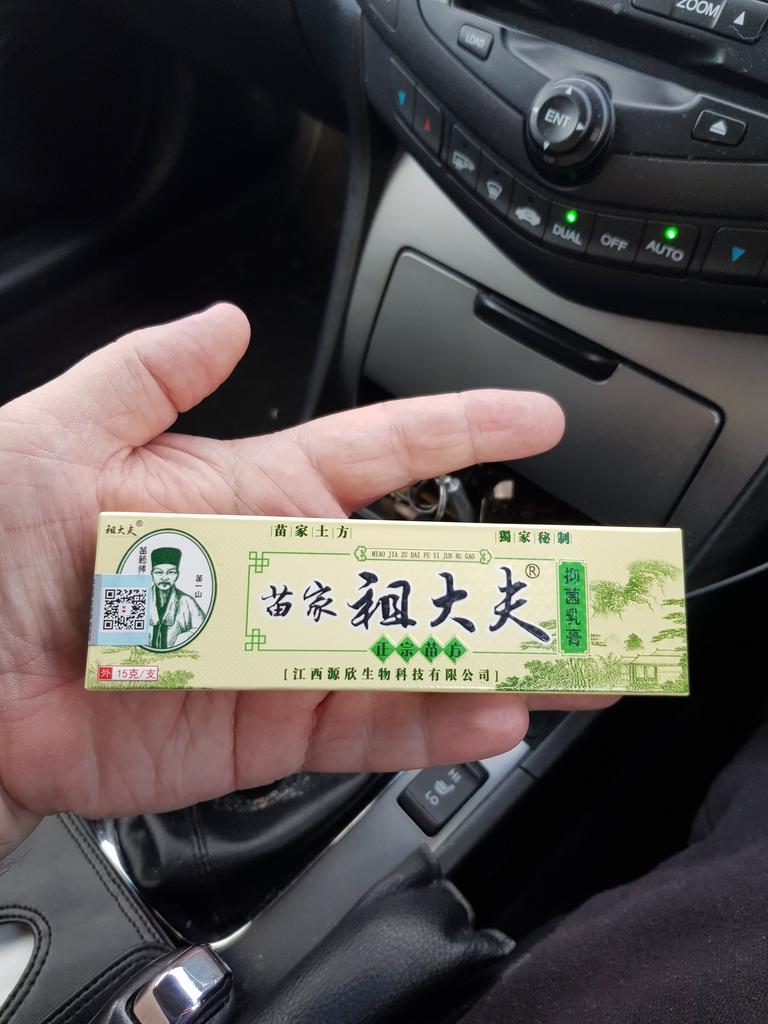 ZOOM
LOAD
ENT
DUAL
OFF
AUTO
祖大夫®
苗家土方
獨家秘制
MIAO JIA ZU DAI FU YI JUN RU GAO
苗药师
苗一山
苗家 祖大夫®
抑菌乳膏
正宗苗方
外 15克/支
[江西源欣生物科技有限公司]
HI
LO